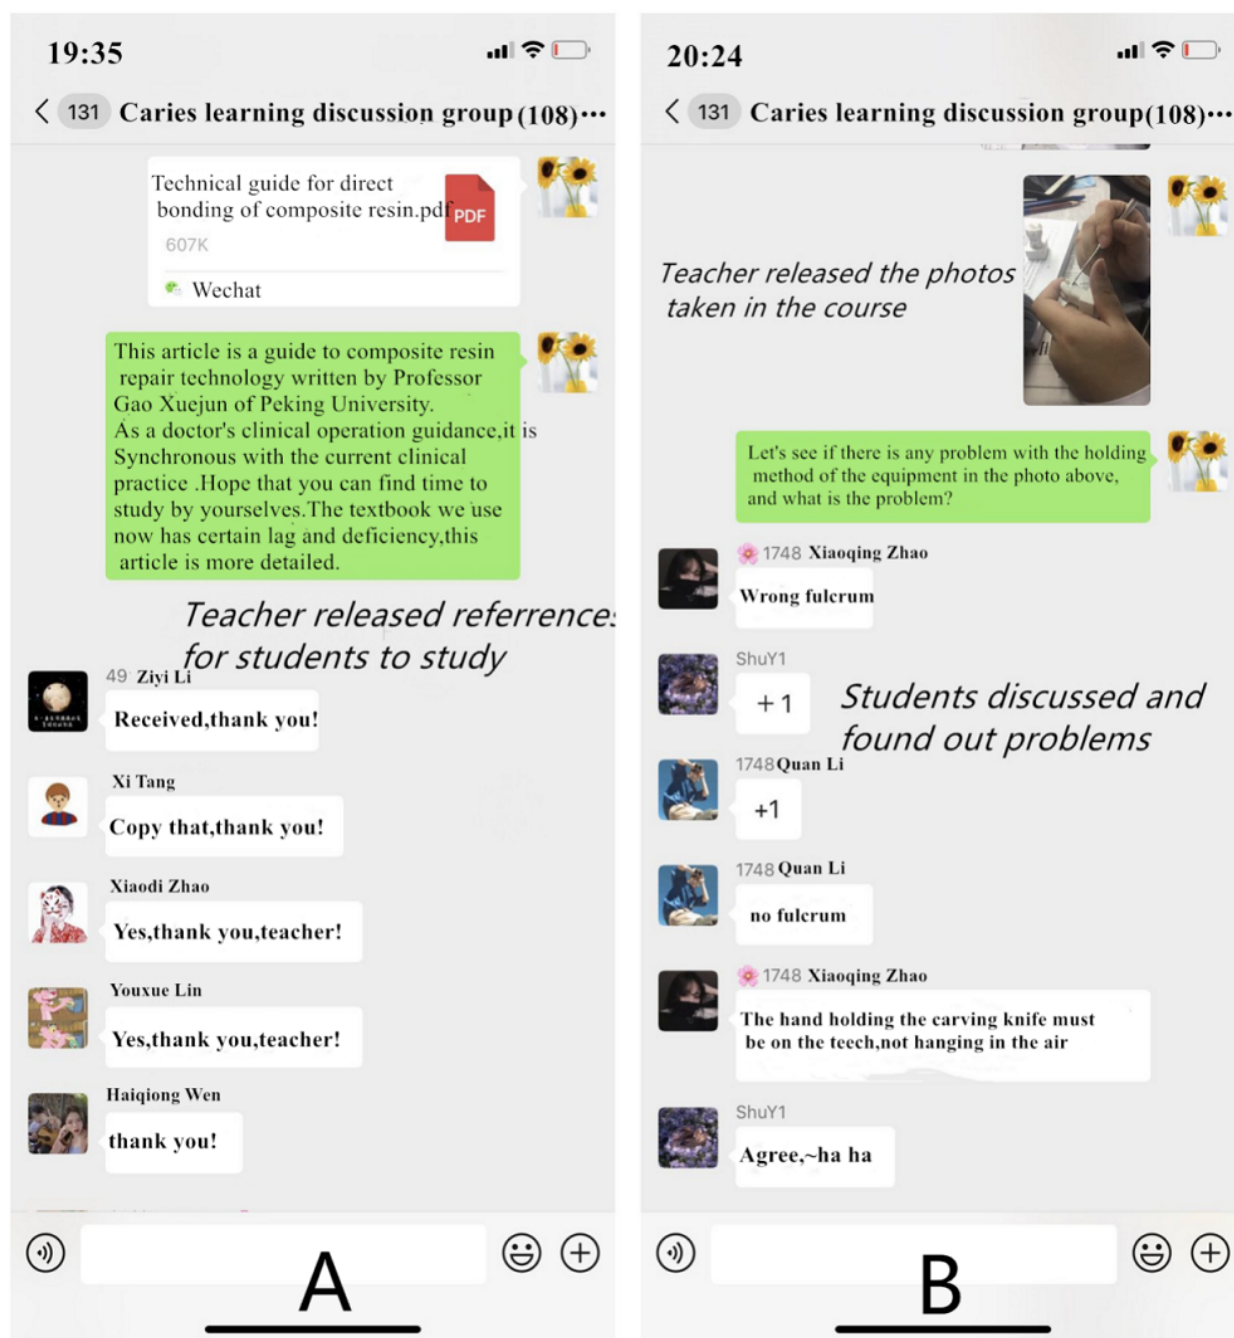 19:35
131 Caries learning discussion group(108)...
Technical guide for direct
bonding of composite resin.pdf
PDF
607K
Wechat
This article is a guide to composite resin
repair technology written by Professor
Gao Xuejun of Peking University.
As a doctor's clinical operation guidance,it is
Synchronous with the current clinical
practice .Hope that you can find time to
study by yourselves.The textbook we use
now has certain lag and deficiency,this
article is more detailed.
Teacher released referrences
for students to study
49 Ziyi Li
Received,thank you!
Xi Tang
Copy that,thank you!
Xiaodi Zhao
Yes,thank you,teacher!
Youxue Lin
Yes,thank you,teacher!
Haiqiong Wen
thank you!
A
20:24
131 Caries learning discussion group(108)...
Teacher released the photos
taken in the course
Let's see if there is any problem with the holding
method of the equipment in the photo above,
and what is the problem?
1748 Xiaoqing Zhao
Wrong fulcrum
ShuY1
+1
Students discussed and
found out problems
1748 Quan Li
+1
1748 Quan Li
no fulcrum
1748 Xiaoqing Zhao
The hand holding the carving knife must
be on the teech,not hanging in the air
ShuY1
Agree,~ha ha
B